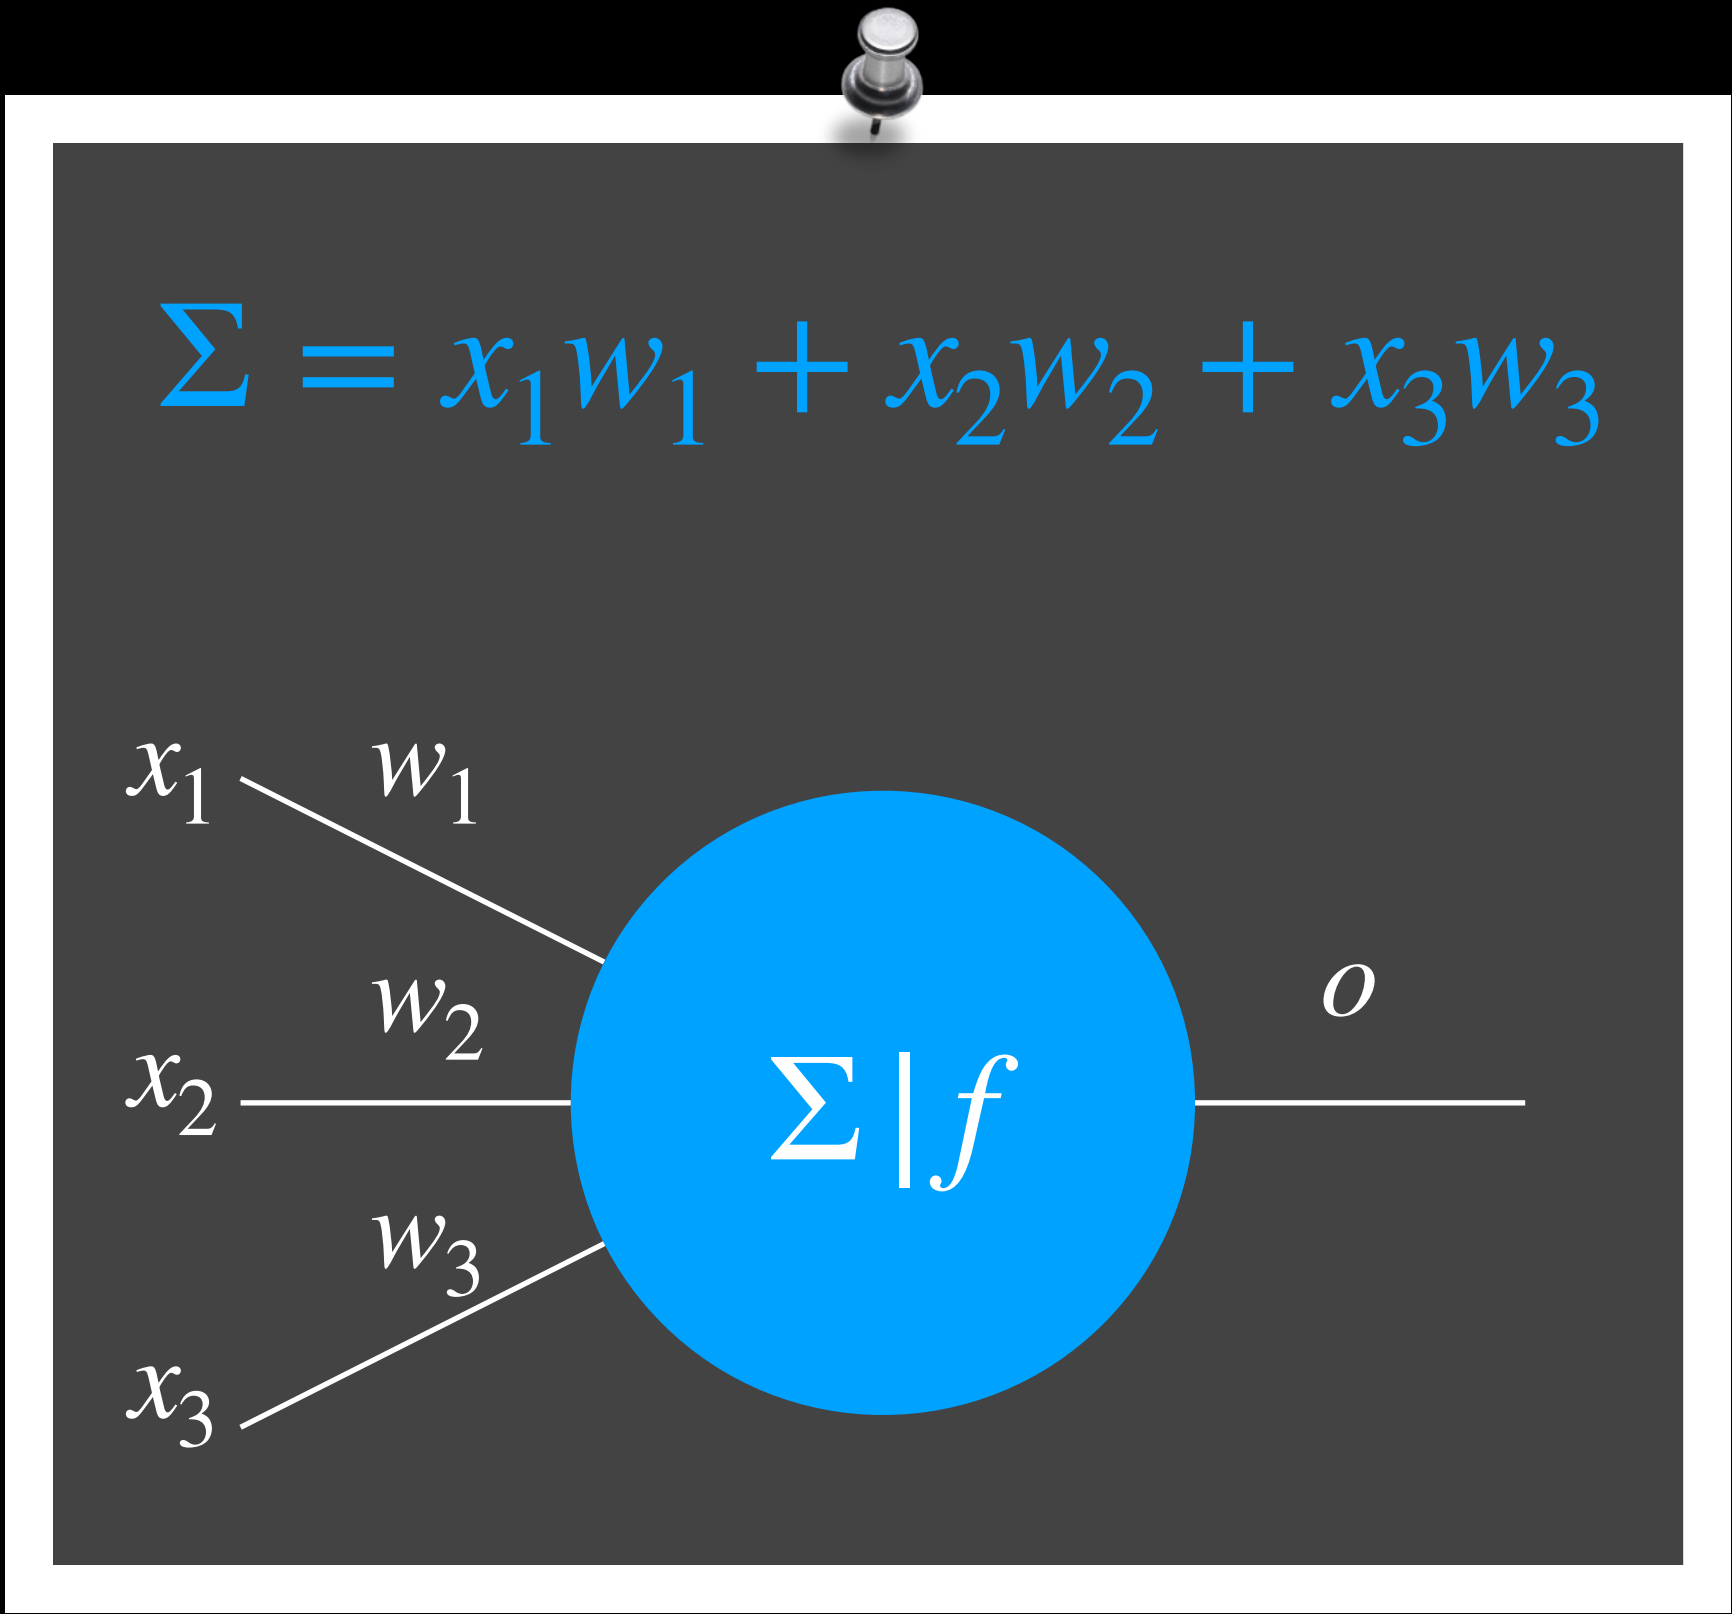 Σ = x₁w₁ + x₂w₂ + x₃w₃
x₁
w₁
w₂
x₂
w₃
x₃
Σ|f
o